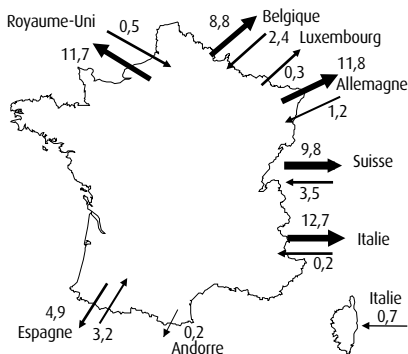 Royaume-Uni
0,5
11,7
8,8
Belgique
2,4
Luxembourg
0,3
11,8
Allemagne
1,2
9,8
Suisse
3,5
12,7
Italie
0,2
4,9
Espagne
3,2
0,2
Andorre
Italie
0,7